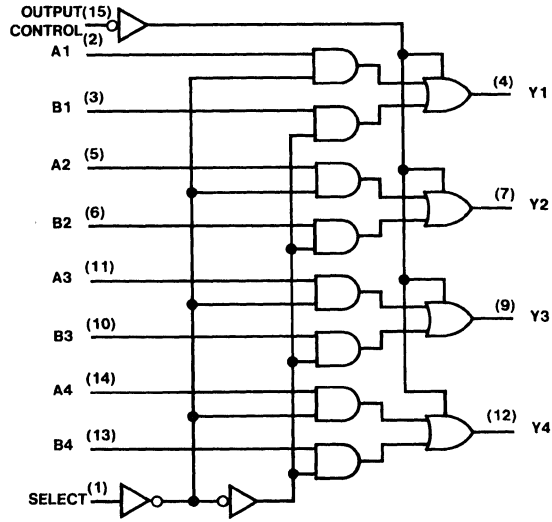 OUTPUT (15)
CONTROL
A1 (2)
B1 (3)
(4) Y1
A2 (5)
B2 (6)
(7) Y2
A3 (11)
B3 (10)
(9) Y3
A4 (14)
B4 (13)
(12) Y4
SELECT (1)